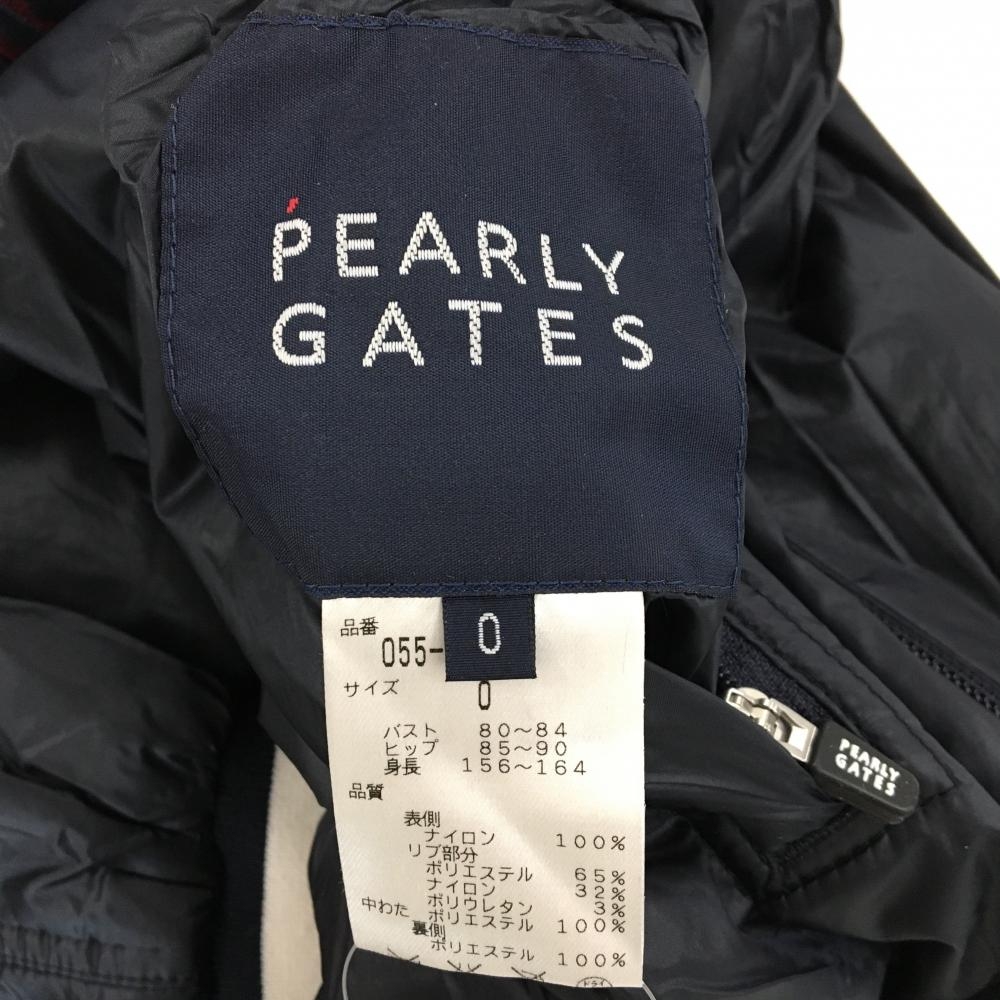 PEARLY
GATES
0
品番
055-
サイズ 0
バスト 80~84
ヒップ 85~90
身長 156~164
品質
表側
ナイロン 100%
リブ部分
ポリエステル 65%
ナイロン 32%
ポリウレタン 3%
中わた ポリエステル 100%
裏側
ポリエステル 100%
ドライ
PEARLY
GATES